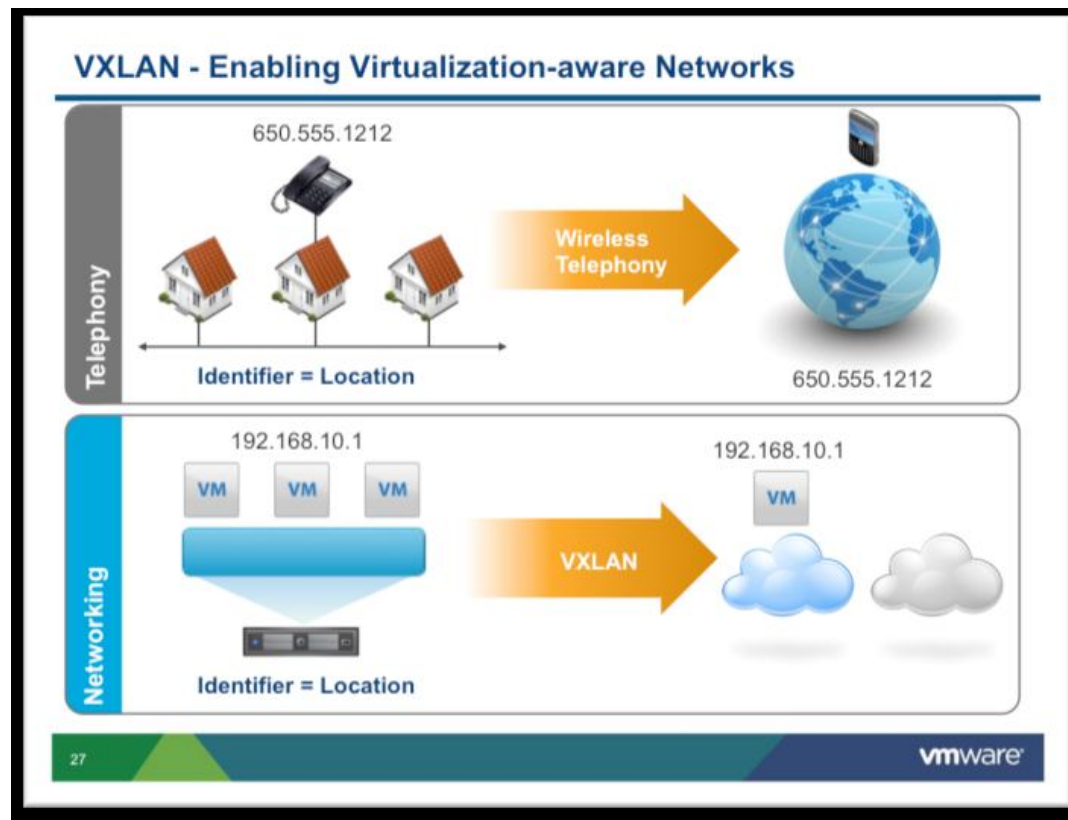 VXLAN - Enabling Virtualization-aware Networks
Telephony
650.555.1212
Wireless
Telephony
Identifier = Location
650.555.1212
Networking
192.168.10.1
VM VM VM
VXLAN
192.168.10.1
VM
Identifier = Location
27
vmware